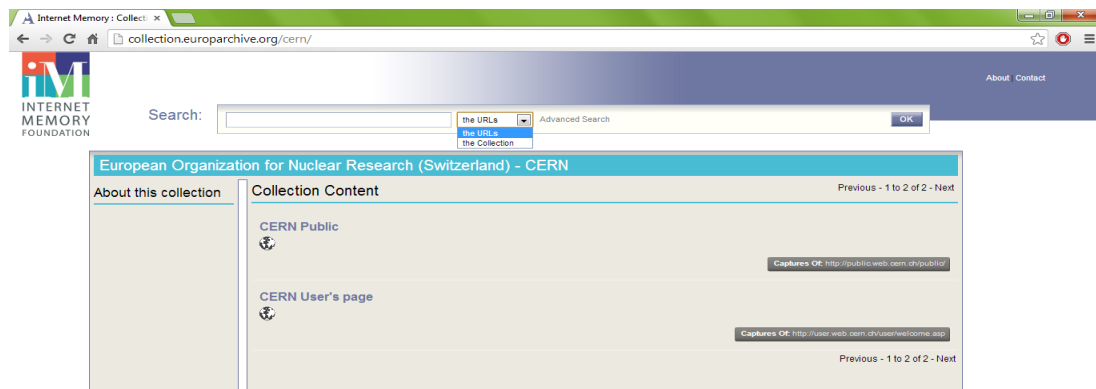 Internet Memory : Collecti
collection.europarchive.org/cern/
INTERNET
MEMORY
FOUNDATION
About Contact
Search:
the URLs
Advanced Search
OK
the URLs
the Collection
European Organization for Nuclear Research (Switzerland) - CERN
About this collection
Collection Content
Previous - 1 to 2 of 2 - Next
CERN Public
Captures Of: http://public.web.cern.ch/public/
CERN User's page
Captures Of: http://user.web.cern.ch/user/welcome.asp
Previous - 1 to 2 of 2 - Next